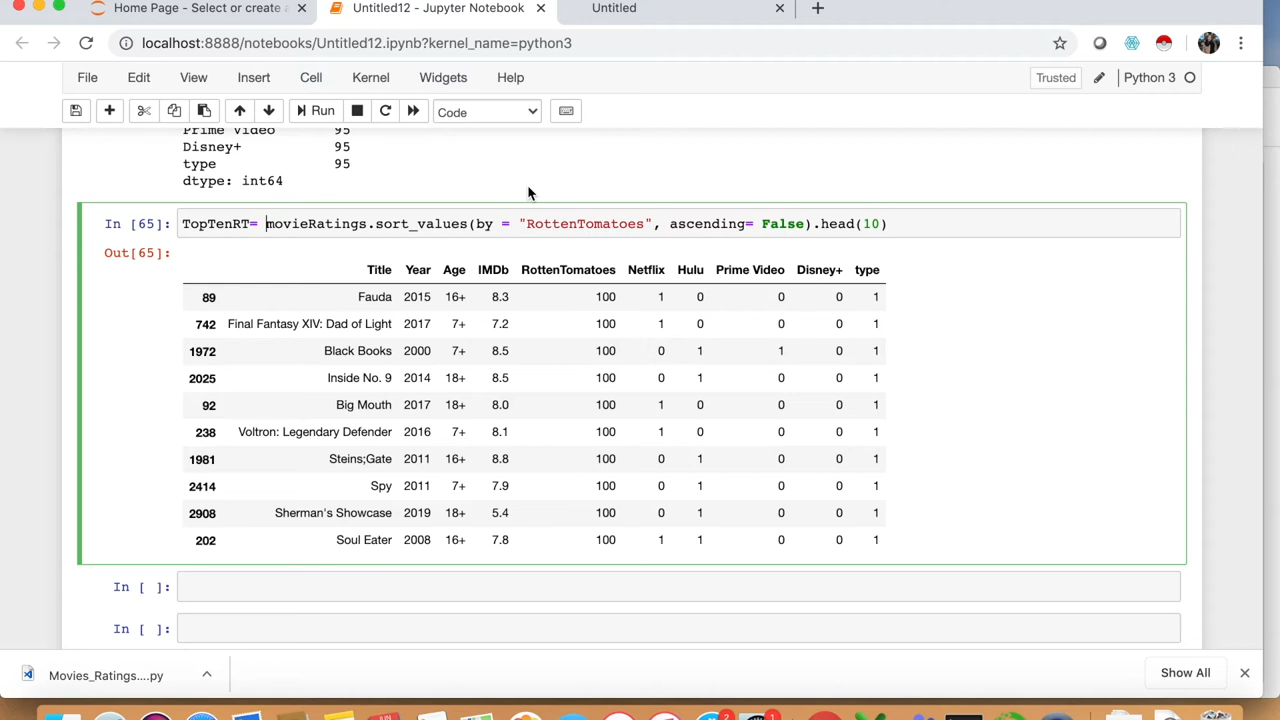 Home Page - Select or create a
Untitled12 - Jupyter Notebook
Untitled
localhost:8888/notebooks/Untitled12.ipynb?kernel_name=python3
File Edit View Insert Cell Kernel Widgets Help
Trusted
Python 3
Run
Code
Prime Video 95
Disney+ 95
type 95
dtype: int64
In [65]: TopTenRT= movieRatings.sort_values(by = "RottenTomatoes", ascending= False).head(10)
Out[65]:
Title Year Age IMDb RottenTomatoes Netflix Hulu Prime Video Disney+ type
89 Fauda 2015 16+ 8.3 100 1 0 0 0 1
742 Final Fantasy XIV: Dad of Light 2017 7+ 7.2 100 1 0 0 0 1
1972 Black Books 2000 7+ 8.5 100 0 1 1 0 1
2025 Inside No. 9 2014 18+ 8.5 100 0 1 0 0 1
92 Big Mouth 2017 18+ 8.0 100 1 0 0 0 1
238 Voltron: Legendary Defender 2016 7+ 8.1 100 1 0 0 0 1
1981 Steins;Gate 2011 16+ 8.8 100 0 1 0 0 1
2414 Spy 2011 7+ 7.9 100 0 1 0 0 1
2908 Sherman's Showcase 2019 18+ 5.4 100 0 1 0 0 1
202 Soul Eater 2008 16+ 7.8 100 1 1 0 0 1
In [ ]:
In [ ]:
Movies_Ratings....py
Show All